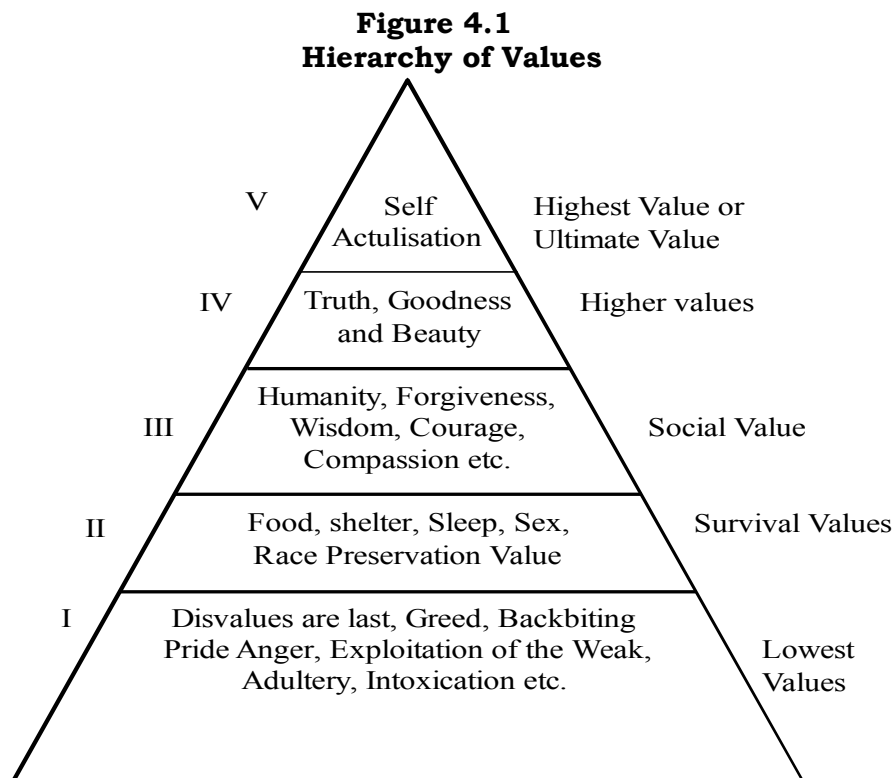 Figure 4.1
Hierarchy of Values
V
Self
Actulisation
Highest Value or
Ultimate Value
IV
Truth, Goodness
and Beauty
Higher values
III
Humanity, Forgiveness,
Wisdom, Courage,
Compassion etc.
Social Value
II
Food, shelter, Sleep, Sex,
Race Preservation Value
Survival Values
I
Disvalues are last, Greed, Backbiting
Pride Anger, Exploitation of the Weak,
Adultery, Intoxication etc.
Lowest
Values